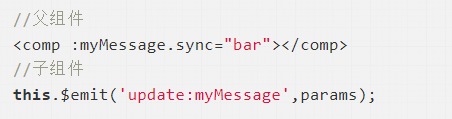 //父组件
<comp :myMessage.sync="bar"></comp>
//子组件
this.$emit('update:myMessage',params);